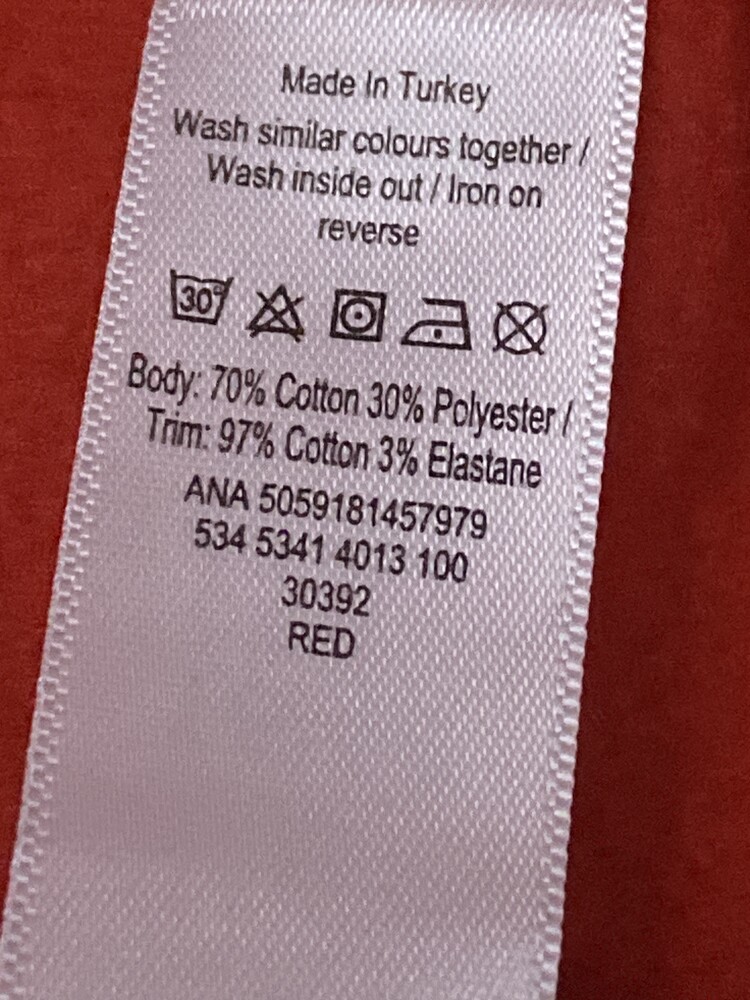 Made In Turkey
Wash similar colours together /
Wash inside out / Iron on
reverse
30°
Body: 70% Cotton 30% Polyester /
Trim: 97% Cotton 3% Elastane
ANA 5059181457979
534 5341 4013 100
30392
RED